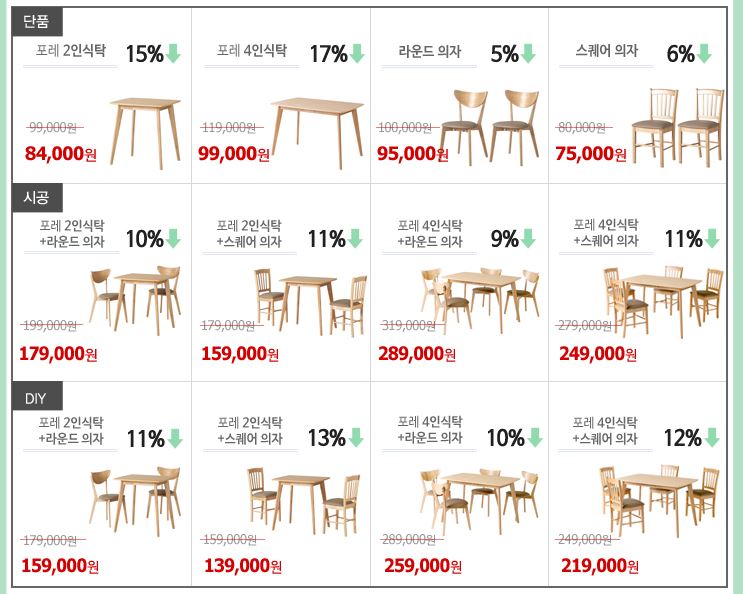 단품
포레 2인식탁 15%
99,000원
84,000원
포레 4인식탁 17%
119,000원
99,000원
라운드 의자 5%
100,000원
95,000원
스퀘어 의자 6%
80,000원
75,000원
시공
포레 2인식탁
+라운드 의자 10%
199,000원
179,000원
포레 2인식탁
+스퀘어 의자 11%
179,000원
159,000원
포레 4인식탁
+라운드 의자 9%
319,000원
289,000원
포레 4인식탁
+스퀘어 의자 11%
279,000원
249,000원
DIY
포레 2인식탁
+라운드 의자 11%
179,000원
159,000원
포레 2인식탁
+스퀘어 의자 13%
159,000원
139,000원
포레 4인식탁
+라운드 의자 10%
289,000원
259,000원
포레 4인식탁
+스퀘어 의자 12%
249,000원
219,000원